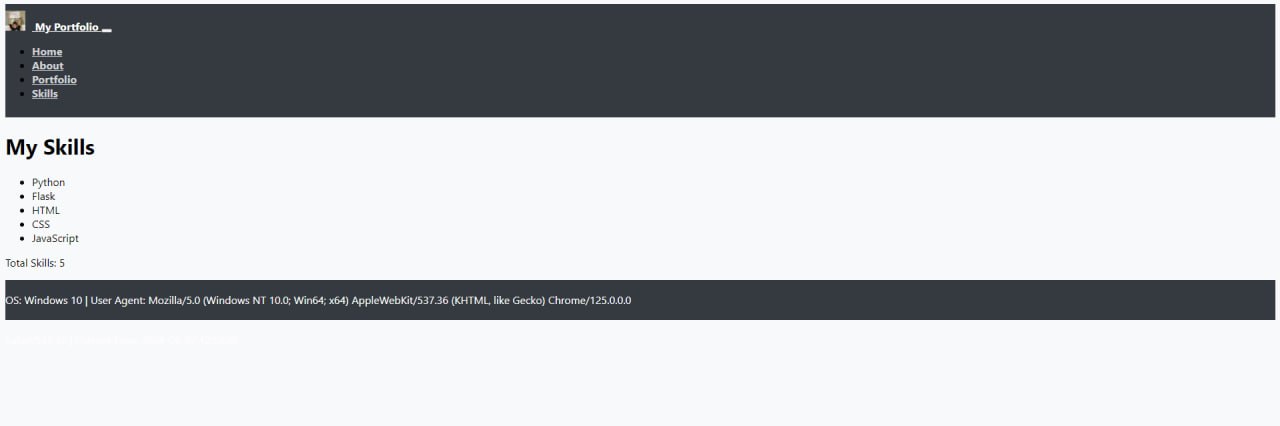 My Portfolio
Home
About
Portfolio
Skills
My Skills
Python
Flask
HTML
CSS
JavaScript
Total Skills: 5
OS: Windows 10 | User Agent: Mozilla/5.0 (Windows NT 10.0; Win64; x64) AppleWebKit/537.36 (KHTML, like Gecko) Chrome/125.0.0.0